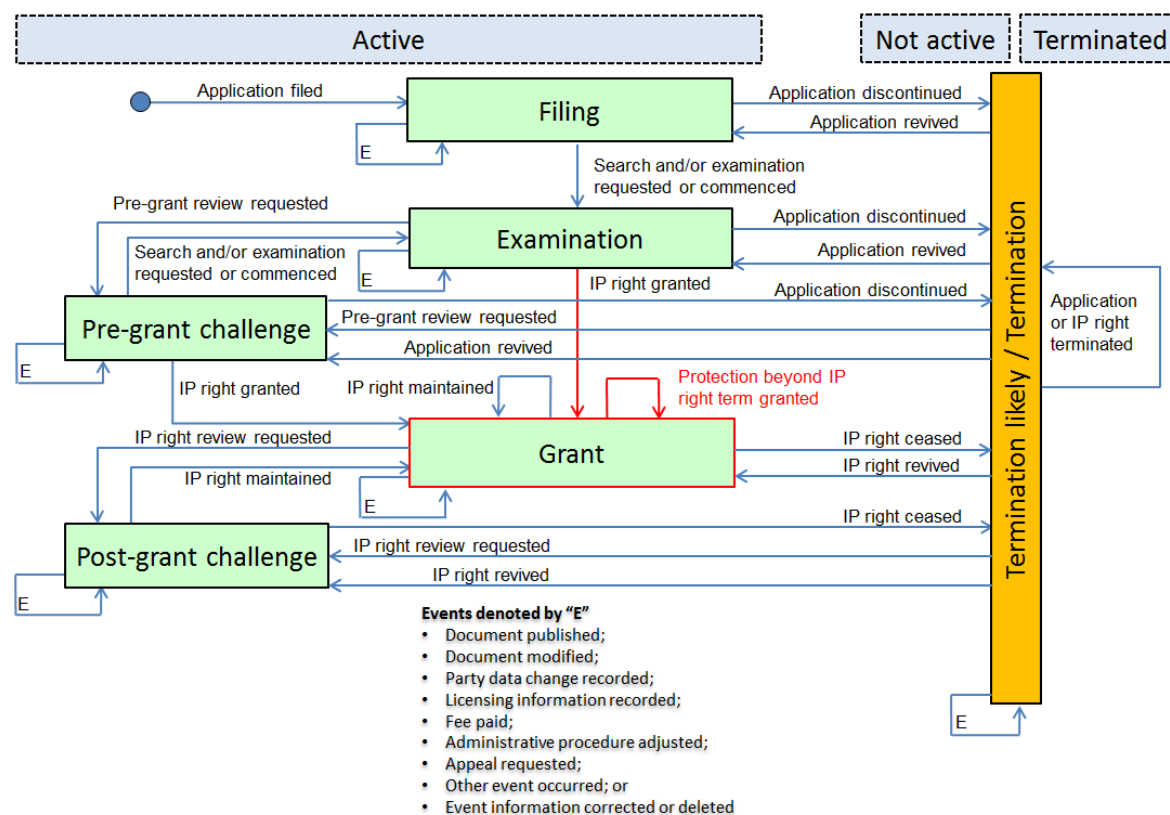 Active
Not active
Terminated
Application filed
Filing
Application discontinued
Application revived
E
Search and/or examination
requested or commenced
Pre-grant review requested
Examination
Application discontinued
Search and/or examination
requested or commenced
Application revived
E
IP right granted
Application discontinued
Pre-grant challenge
Pre-grant review requested
Application revived
E
Application
or IP right
terminated
Termination likely / Termination
IP right granted
IP right maintained
Protection beyond IP
right term granted
IP right review requested
Grant
IP right ceased
IP right revived
IP right maintained
E
IP right ceased
Post-grant challenge
IP right review requested
IP right revived
E
Events denoted by “E”
• Document published;
• Document modified;
• Party data change recorded;
• Licensing information recorded;
• Fee paid;
• Administrative procedure adjusted;
• Appeal requested;
• Other event occurred; or
• Event information corrected or deleted
E